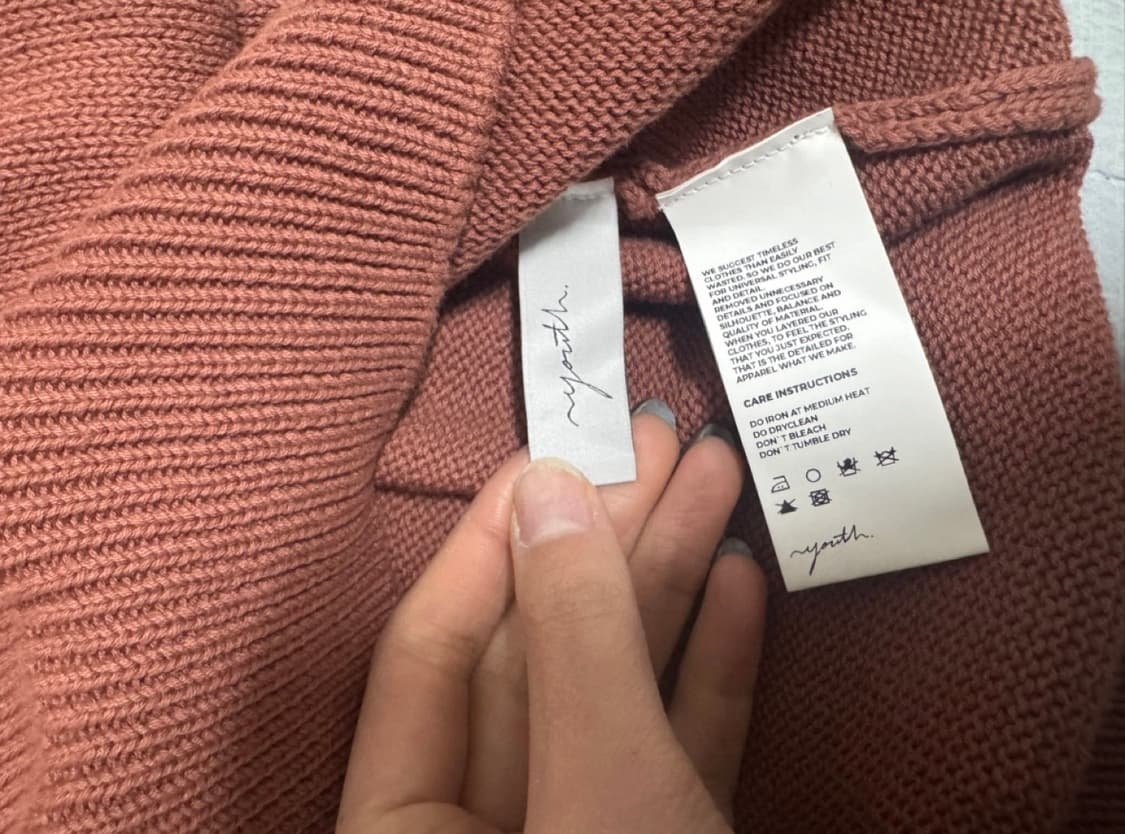 ~youth.
WE SUGGEST TIMELESS
CLOTHES THAN EASILY
WASTED. SO WE DO OUR BEST
FOR UNIVERSAL STYLING, FIT
AND DETAIL.
REMOVED UNNECESSARY
DETAILS AND FOCUSED ON
SILHOUETTE, BALANCE AND
QUALITY OF MATERIAL.
WHEN YOU LAYERED OUR
CLOTHES, TO FEEL THE STYLING
THAT YOU JUST EXPECTED.
THAT IS THE DETAILED FOR
APPAREL WHAT WE MAKE.
CARE INSTRUCTIONS
DO IRON AT MEDIUM HEAT
DO DRYCLEAN
DON'T BLEACH
DON'T TUMBLE DRY
~youth.